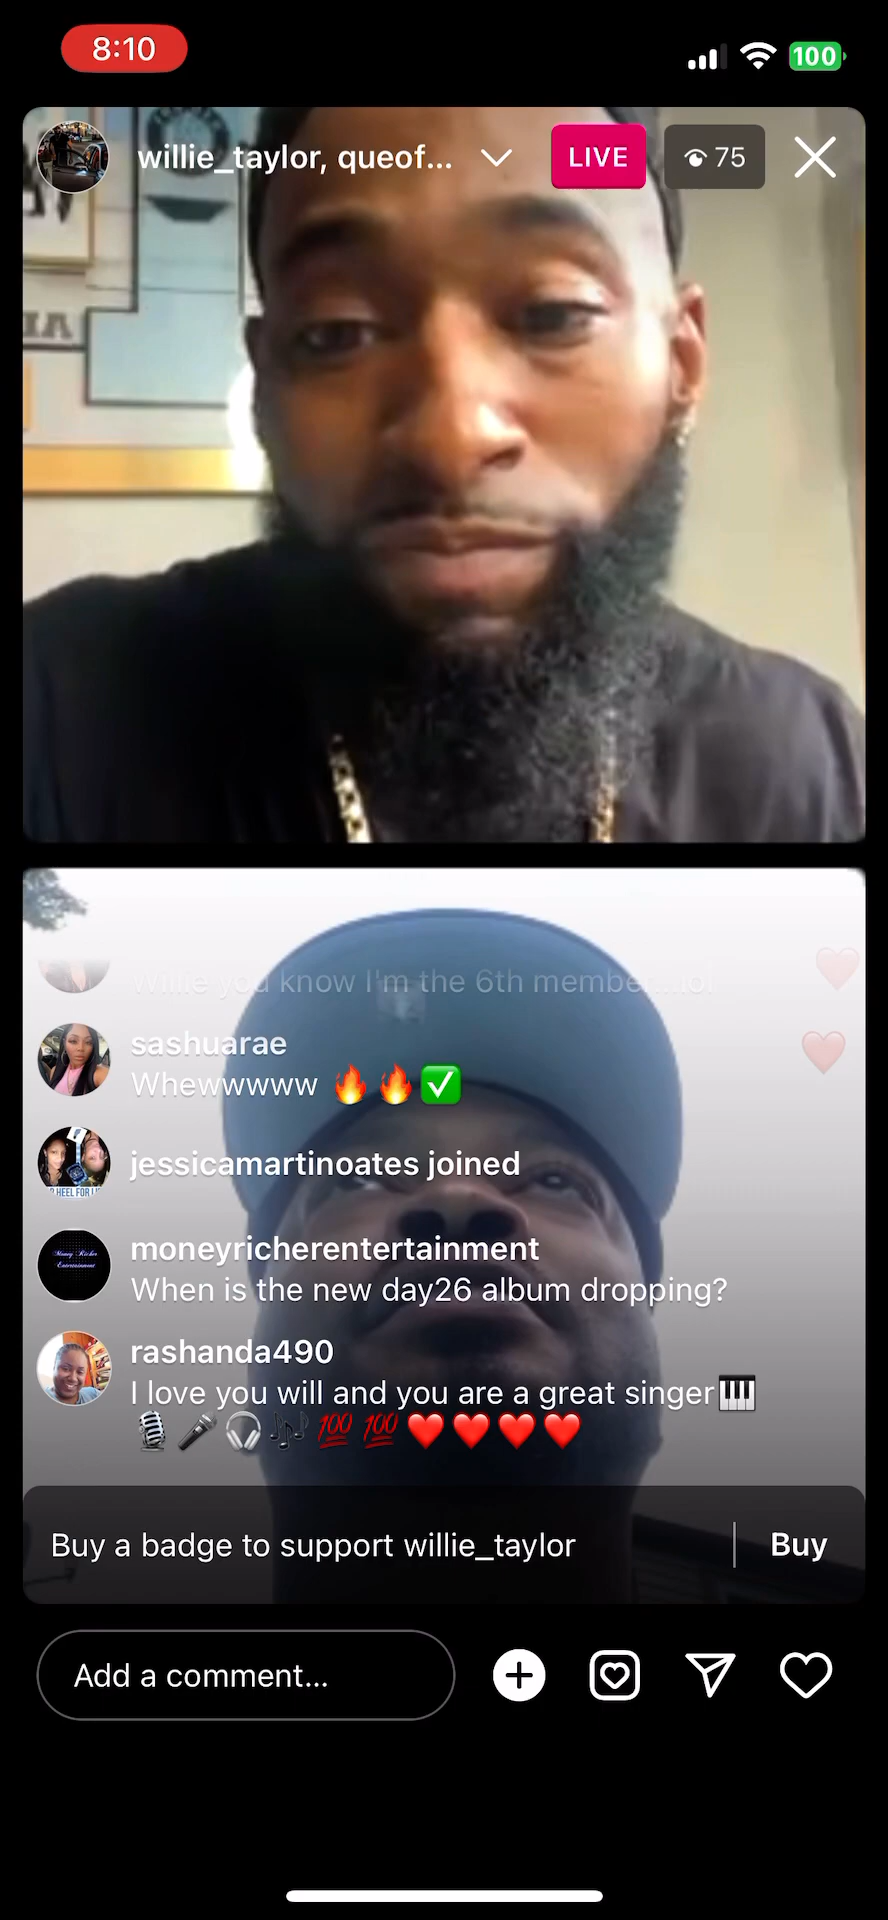 8:10
100
willie_taylor, queof...
LIVE
75
Willie you know I'm the 6th member...lol
sashuarae
Whewwwww 🔥🔥✅
jessicamartinoates joined
moneyricherentertainment
When is the new day26 album dropping?
rashanda490
I love you will and you are a great singer🎹
🎙️🎤🎧🎶💯💯❤️❤️❤️❤️
Buy a badge to support willie_taylor
Buy
Add a comment...